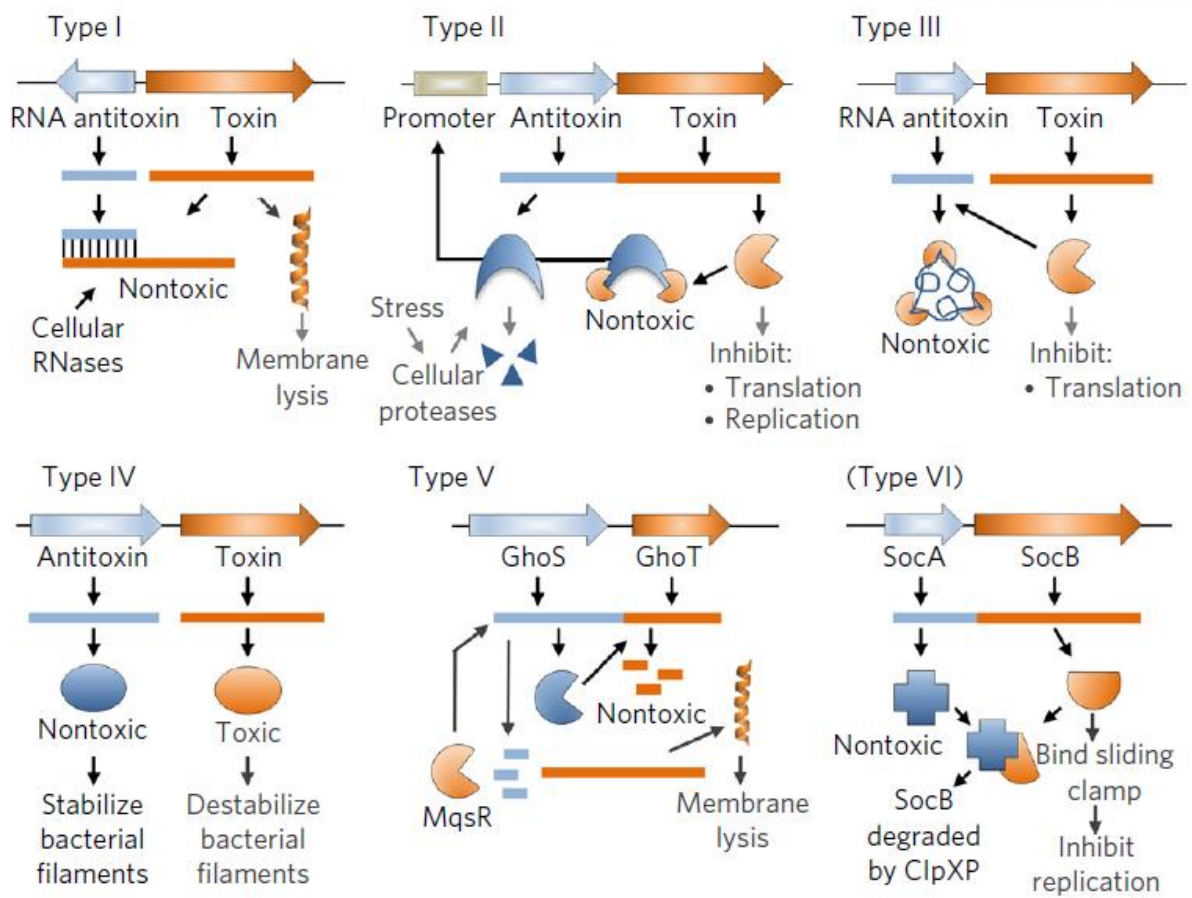 Type I
RNA antitoxin
Toxin
Nontoxic
Cellular
RNases
Membrane
lysis
Type II
Promoter
Antitoxin
Toxin
Stress
Cellular
proteases
Nontoxic
Inhibit:
• Translation
• Replication
Type III
RNA antitoxin
Toxin
Nontoxic
Inhibit:
• Translation
Type IV
Antitoxin
Toxin
Nontoxic
Toxic
Stabilize
bacterial
filaments
Destabilize
bacterial
filaments
Type V
GhoS
GhoT
Nontoxic
MqsR
Membrane
lysis
(Type VI)
SocA
SocB
Nontoxic
Bind sliding
clamp
SocB
degraded
by ClpXP
Inhibit
replication